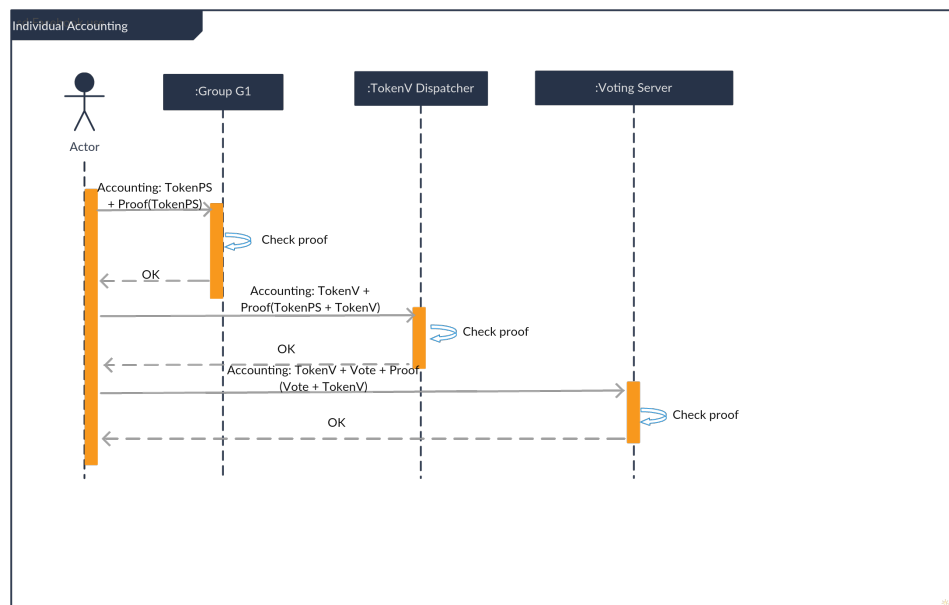 Individual Accounting
:Group G1
:TokenV Dispatcher
:Voting Server
Actor
Accounting: TokenPS
+ Proof(TokenPS)
Check proof
OK
Accounting: TokenV +
Proof(TokenPS + TokenV)
Check proof
OK
Accounting: TokenV + Vote + Proof
(Vote + TokenV)
Check proof
OK